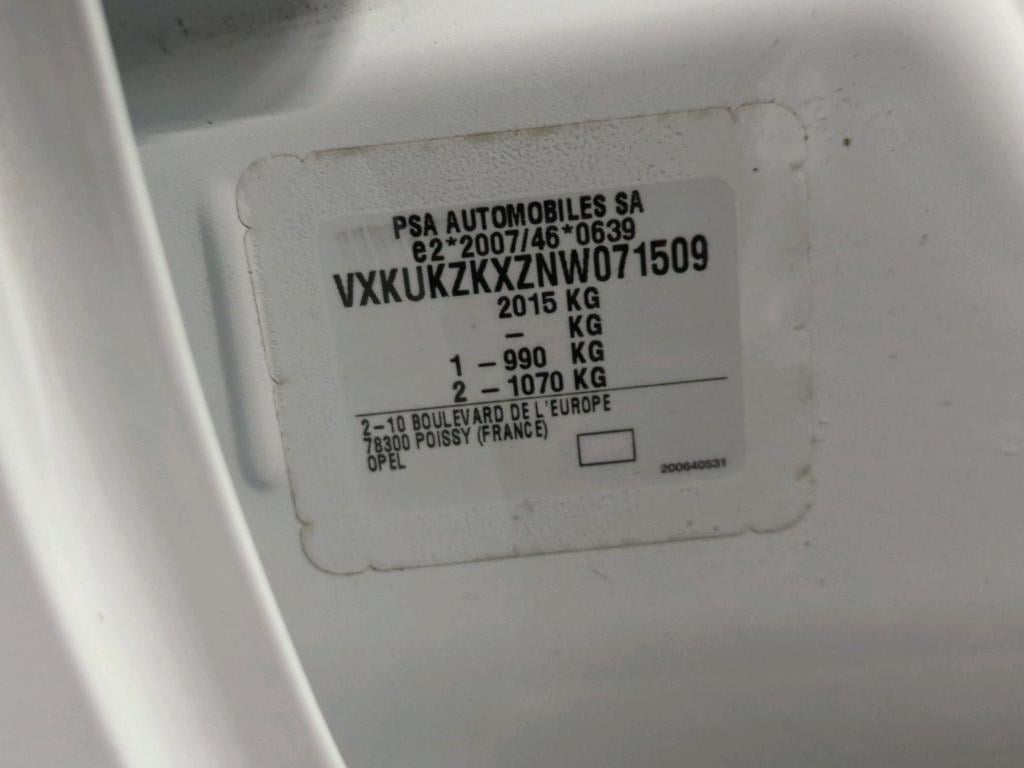 PSA AUTOMOBILES SA
e2*2007/46*0639
VXKUKZKXZNW071509
2015 KG
– KG
1 – 990 KG
2 – 1070 KG
2–10 BOULEVARD DE L'EUROPE
78300 POISSY (FRANCE)
OPEL
200640531